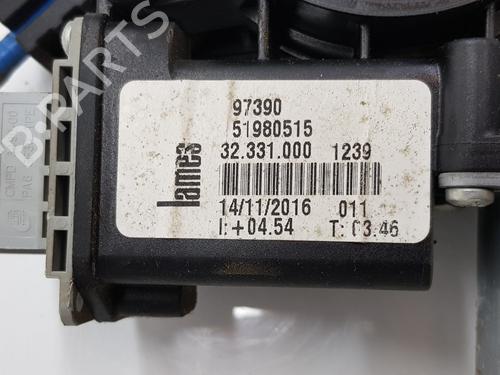 B-PARTS
97390
51980515
32.331.000 1239
lames
14/11/2016 011
I:+04.54 T: 03.46